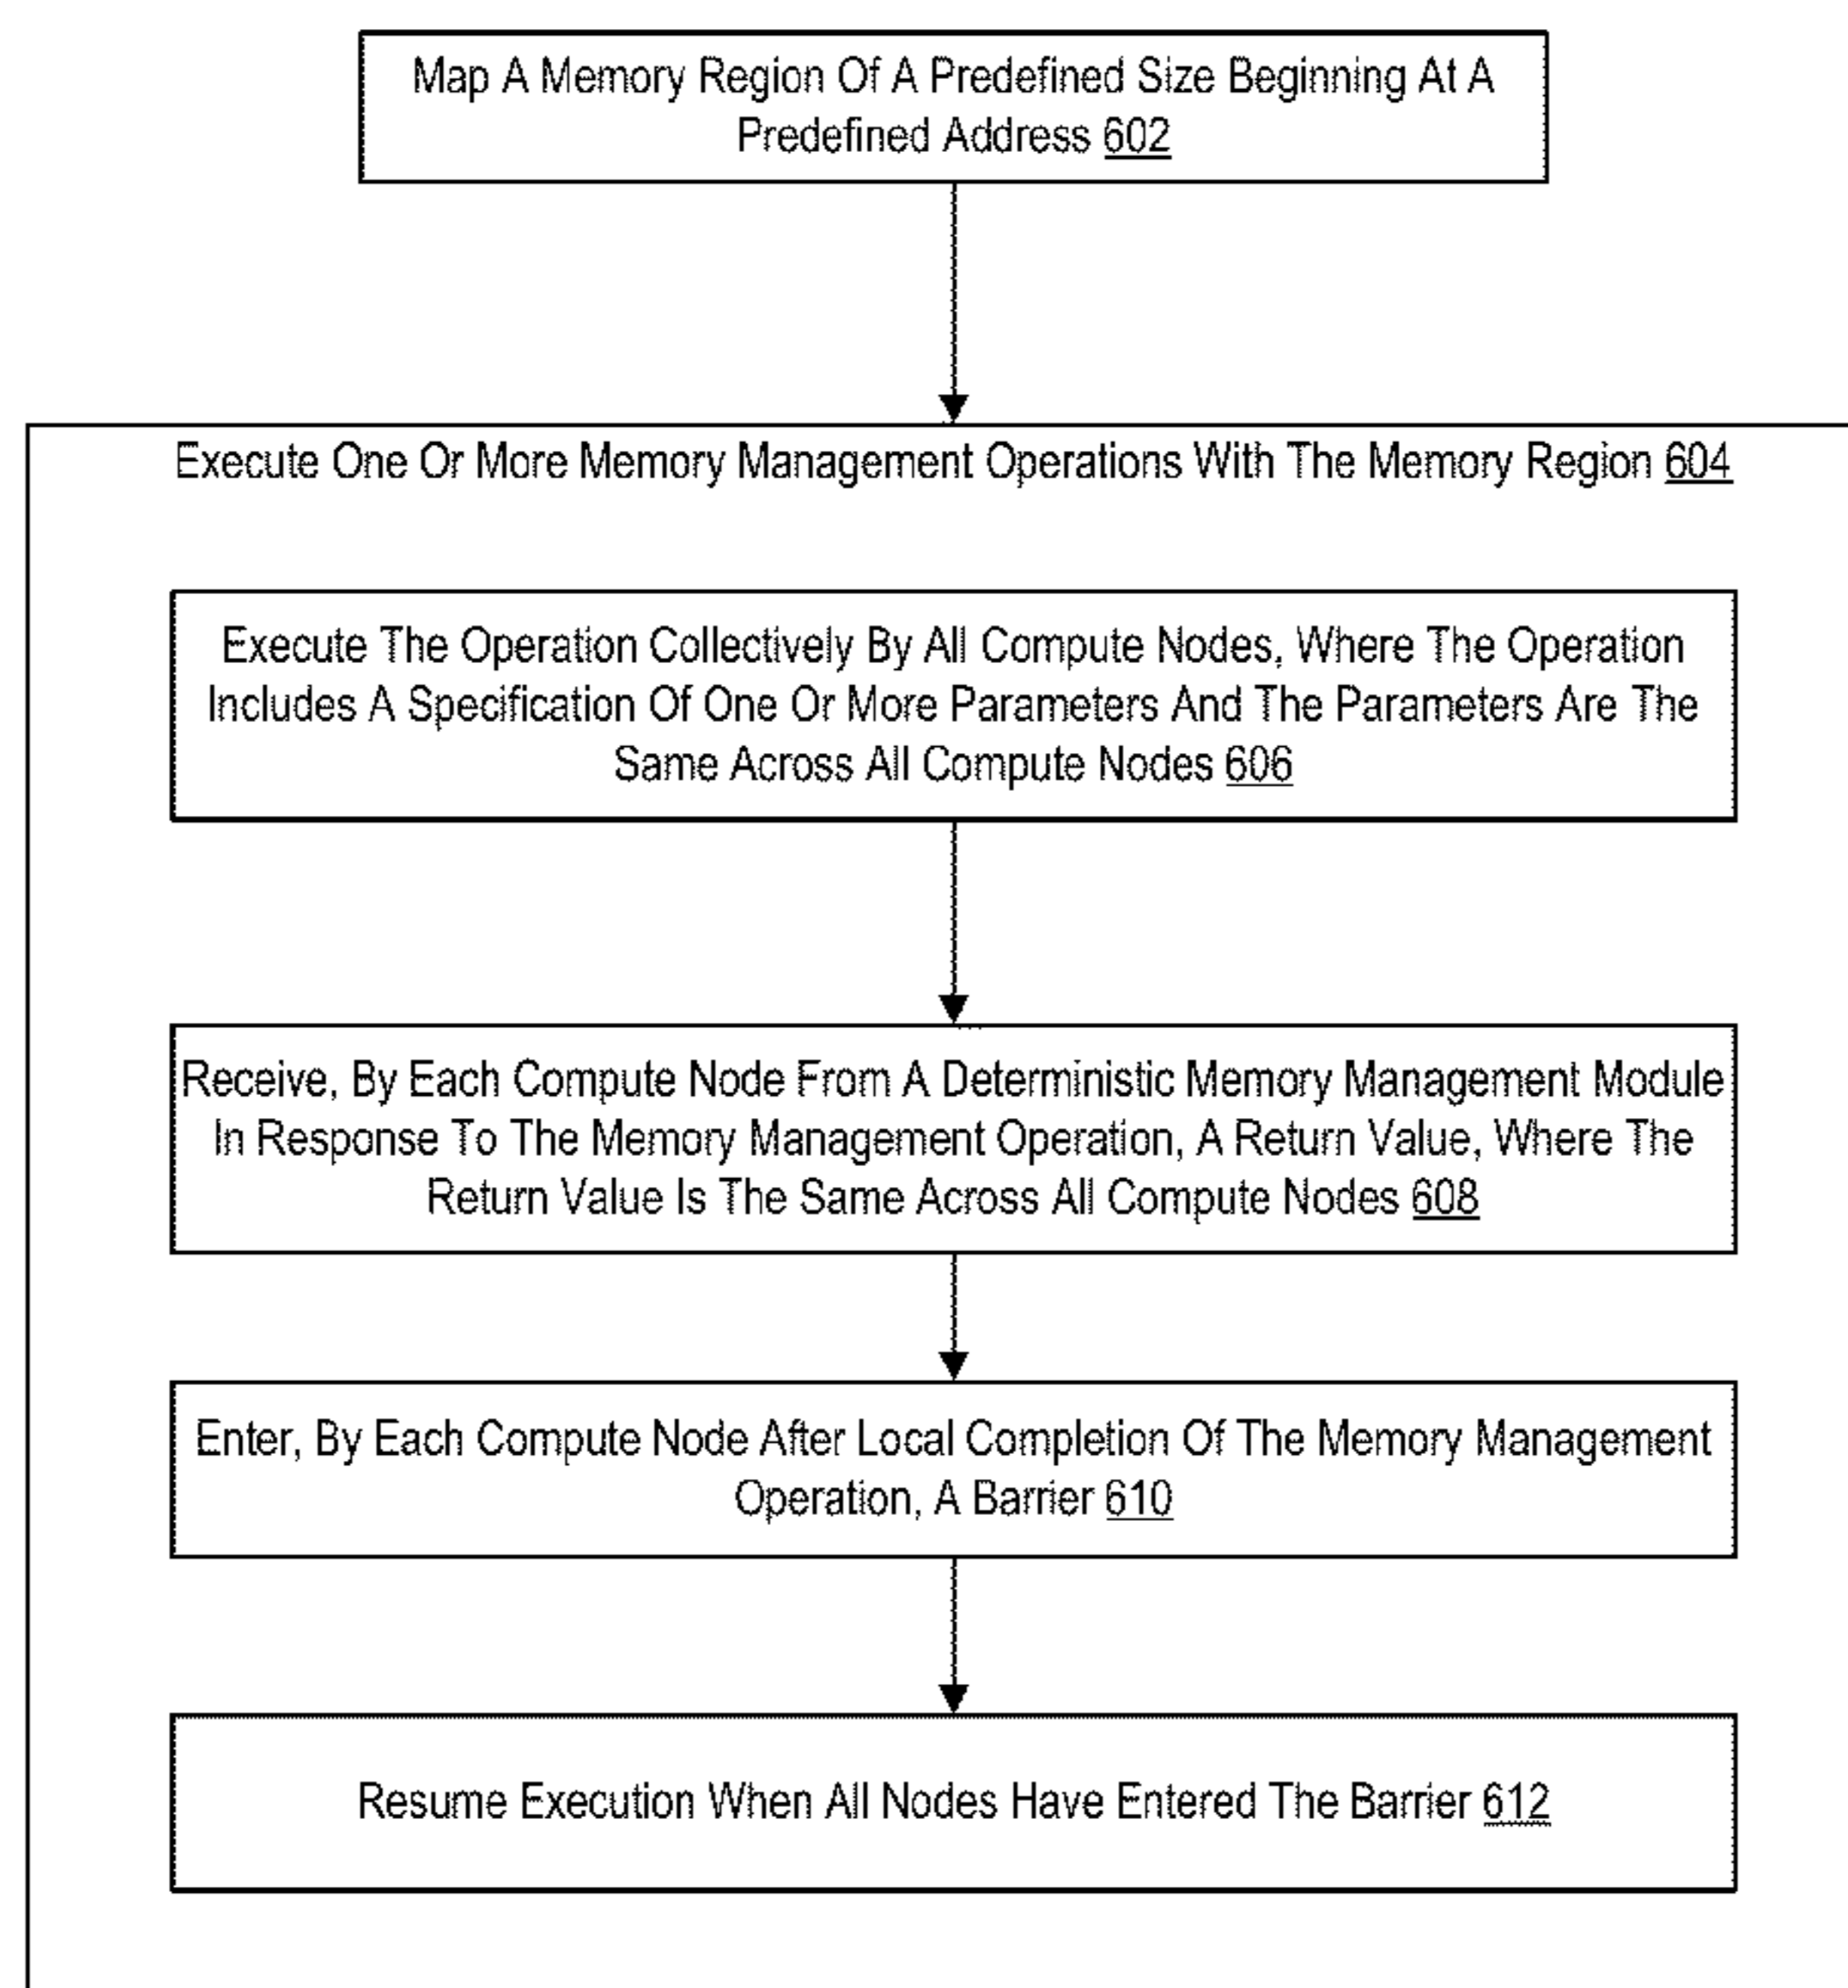 Map A Memory Region Of A Predefined Size Beginning At A
Predefined Address 602
Execute One Or More Memory Management Operations With The Memory Region 604
Execute The Operation Collectively By All Compute Nodes, Where The Operation
Includes A Specification Of One Or More Parameters And The Parameters Are The
Same Across All Compute Nodes 606
Receive, By Each Compute Node From A Deterministic Memory Management Module
In Response To The Memory Management Operation, A Return Value, Where The
Return Value Is The Same Across All Compute Nodes 608
Enter, By Each Compute Node After Local Completion Of The Memory Management
Operation, A Barrier 610
Resume Execution When All Nodes Have Entered The Barrier 612